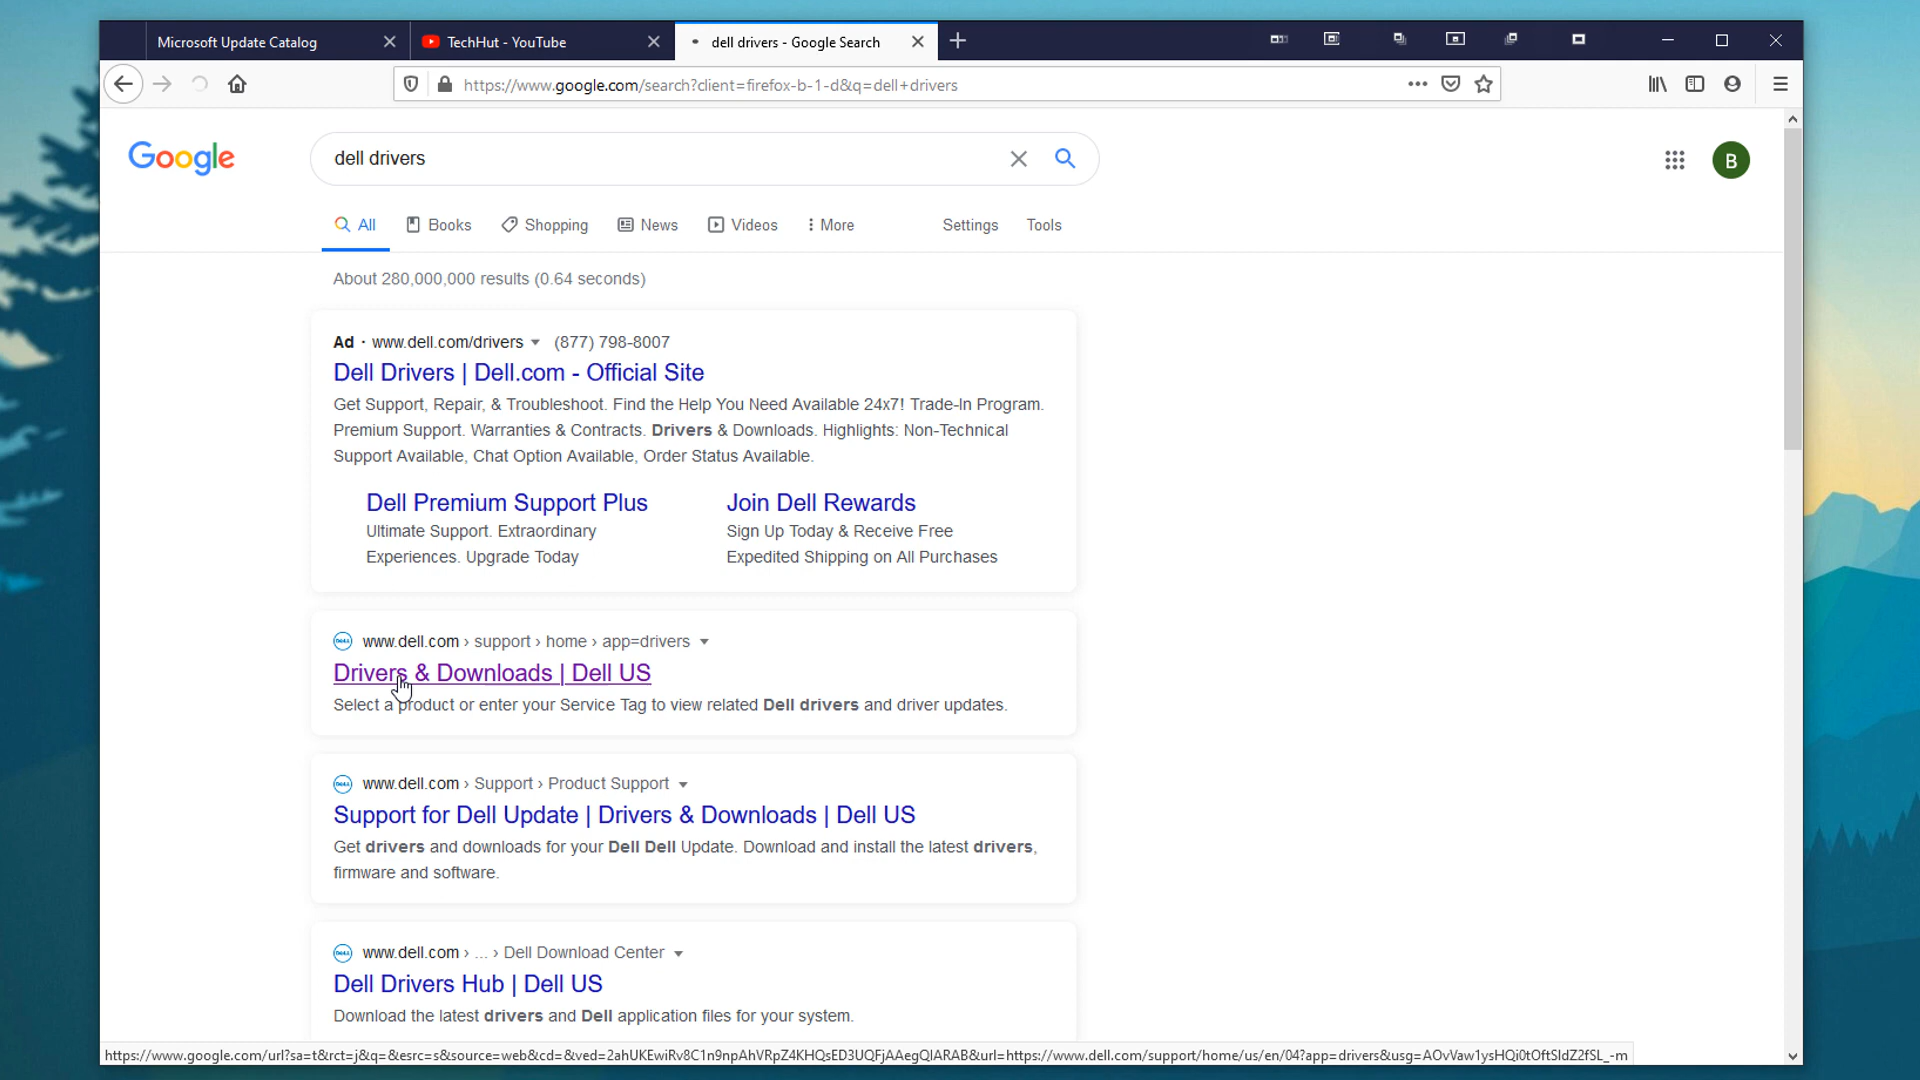 Microsoft Update Catalog
TechHut - YouTube
dell drivers - Google Search
https://www.google.com/search?client=firefox-b-1-d&q=dell+drivers
Google
dell drivers
B
All
Books
Shopping
News
Videos
More
Settings
Tools
About 280,000,000 results (0.64 seconds)
Ad · www.dell.com/drivers (877) 798-8007
Dell Drivers | Dell.com - Official Site
Get Support, Repair, & Troubleshoot. Find the Help You Need Available 24x7! Trade-In Program.
Premium Support. Warranties & Contracts. Drivers & Downloads. Highlights: Non-Technical
Support Available, Chat Option Available, Order Status Available.
Dell Premium Support Plus
Ultimate Support. Extraordinary
Experiences. Upgrade Today
Join Dell Rewards
Sign Up Today & Receive Free
Expedited Shipping on All Purchases
www.dell.com › support › home › app=drivers
Drivers & Downloads | Dell US
Select a product or enter your Service Tag to view related Dell drivers and driver updates.
www.dell.com › Support › Product Support
Support for Dell Update | Drivers & Downloads | Dell US
Get drivers and downloads for your Dell Dell Update. Download and install the latest drivers,
firmware and software.
www.dell.com › ... › Dell Download Center
Dell Drivers Hub | Dell US
Download the latest drivers and Dell application files for your system.
https://www.google.com/url?sa=t&rct=j&q=&esrc=s&source=web&cd=&ved=2ahUKEwiRv8C1n9npAhVRpZ4KHQsED3UQFjAAegQIARAB&url=https://www.dell.com/support/home/us/en/04?app=drivers&usg=AOvVaw1ysHQi0tOftSIdZ2fSL_-m